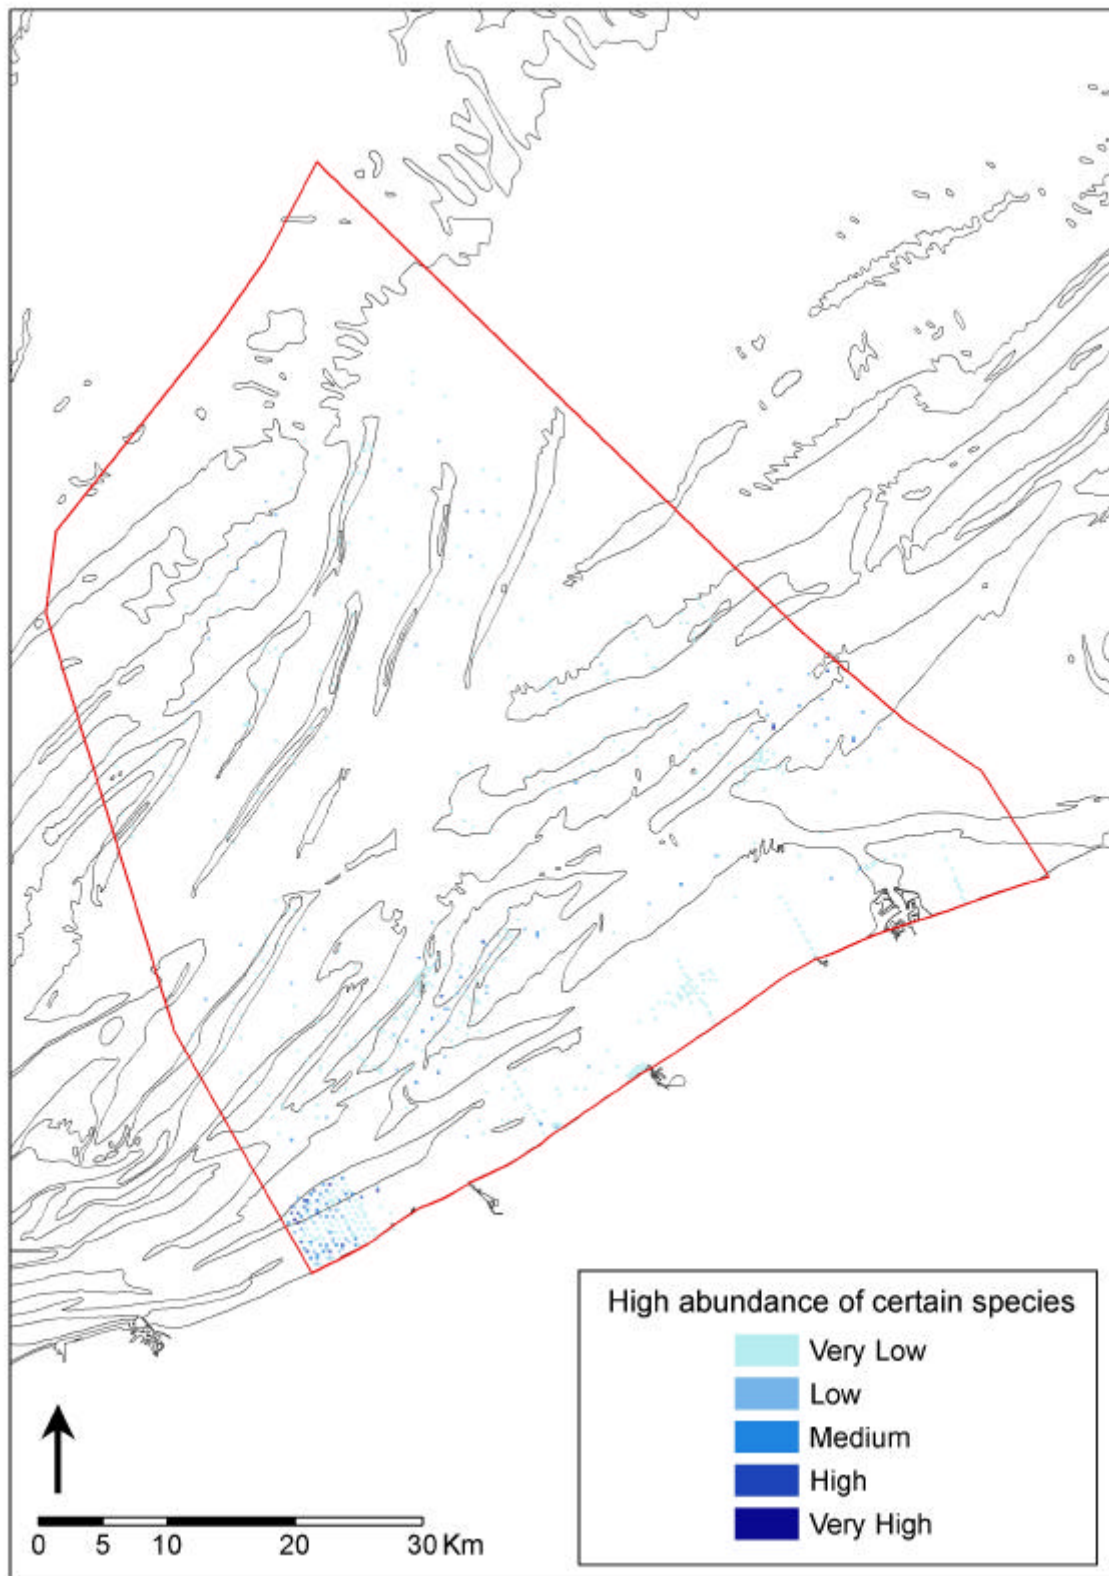 High abundance of certain species
Very Low
Low
Medium
High
Very High
0 5 10 20 30 Km